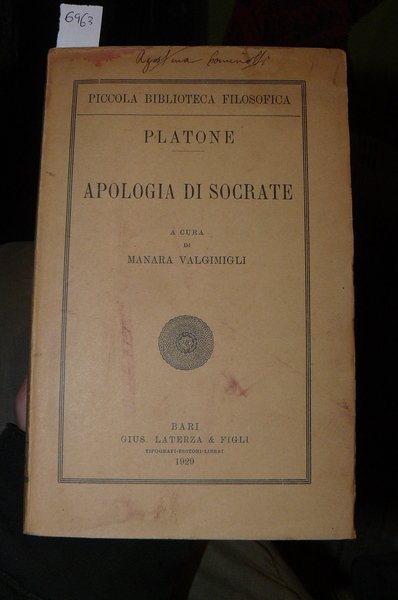 6963
Agostina
PICCOLA BIBLIOTECA FILOSOFICA
PLATONE
APOLOGIA DI SOCRATE
A CURA
DI
MANARA VALGIMIGLI
BARI
GIUS. LATERZA & FIGLI
TIPOGRAFI-EDITORI-LIBRAI
1929